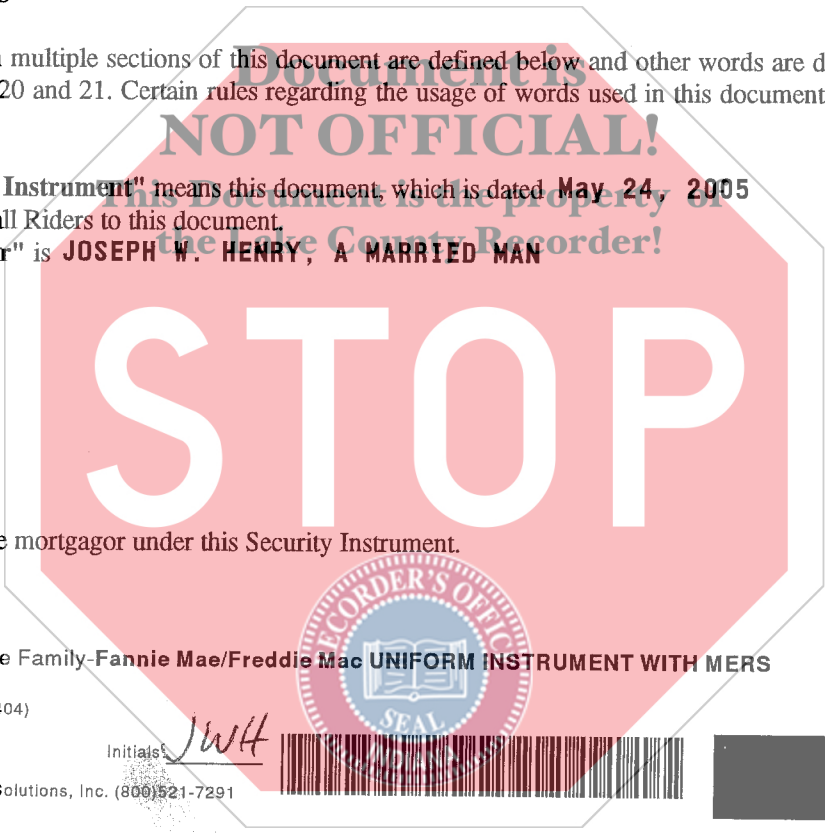 multiple sections of this document are defined below and other words are d
20 and 21. Certain rules regarding the usage of words used in this document
Document is
NOT OFFICIAL!
This Document is the property of
the Lake County Recorder!
Instrument" means this document, which is dated May 24, 2005
ll Riders to this document.
r" is JOSEPH W. HENRY, A MARRIED MAN
STOP
e mortgagor under this Security Instrument.
RECORDER'S OFFICE
SEAL
INDIANA
e Family-Fannie Mae/Freddie Mac UNIFORM INSTRUMENT WITH MERS
04)
Initials: JWH
Solutions, Inc. (800)521-7291